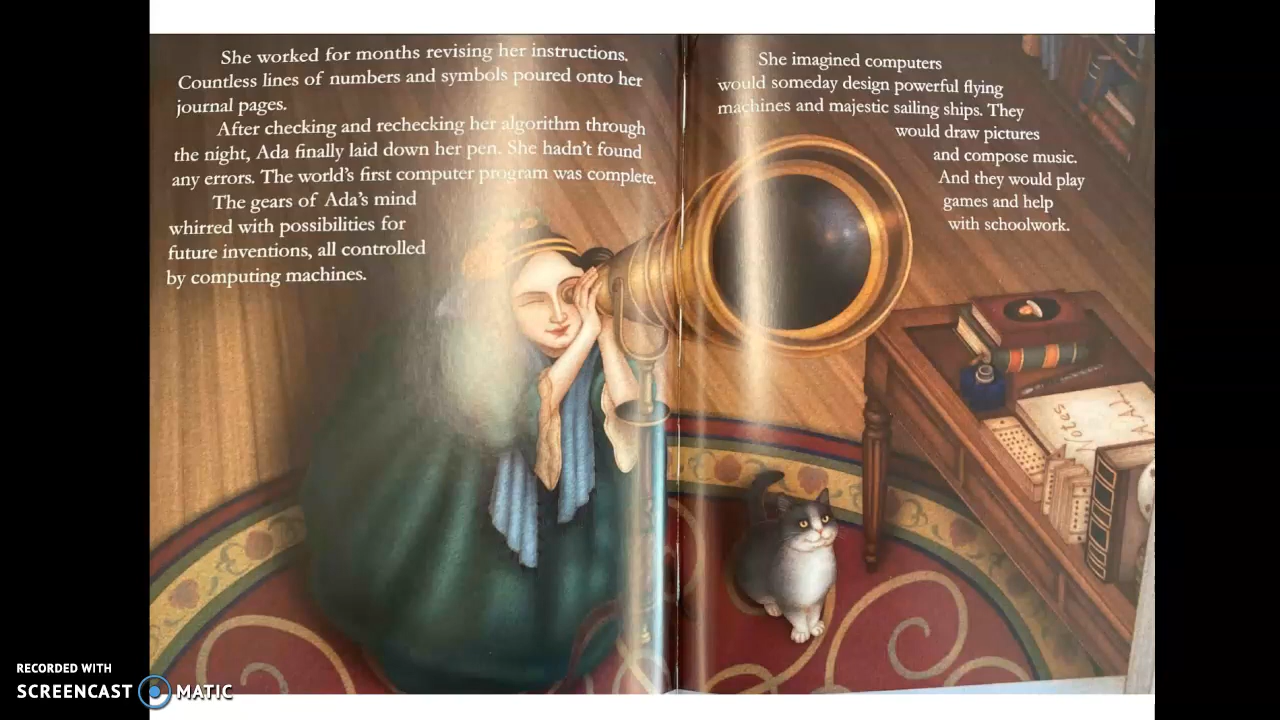 She worked for months revising her instructions.
Countless lines of numbers and symbols poured onto her
journal pages.
After checking and rechecking her algorithm through
the night, Ada finally laid down her pen. She hadn't found
any errors. The world's first computer program was complete.
The gears of Ada's mind
whirred with possibilities for
future inventions, all controlled
by computing machines.
She imagined computers
would someday design powerful flying
machines and majestic sailing ships. They
would draw pictures
and compose music.
And they would play
games and help
with schoolwork.
Notes
RECORDED WITH
SCREENCAST MATIC